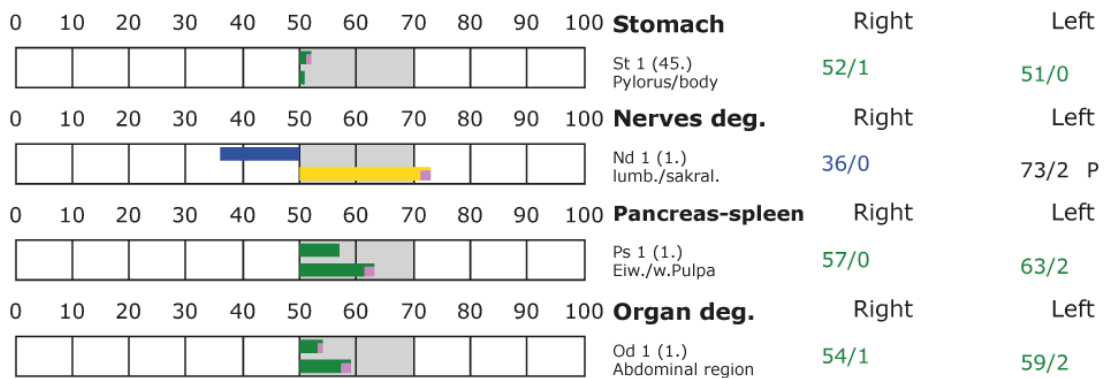 0 10 20 30 40 50 60 70 80 90 100 Stomach Right Left
St 1 (45.) 52/1 51/0
Pylorus/body
0 10 20 30 40 50 60 70 80 90 100 Nerves deg. Right Left
Nd 1 (1.) 36/0 73/2 P
lumb./sakral.
0 10 20 30 40 50 60 70 80 90 100 Pancreas-spleen Right Left
Ps 1 (1.) 57/0 63/2
Eiw./w.Pulpa
0 10 20 30 40 50 60 70 80 90 100 Organ deg. Right Left
Od 1 (1.) 54/1 59/2
Abdominal region